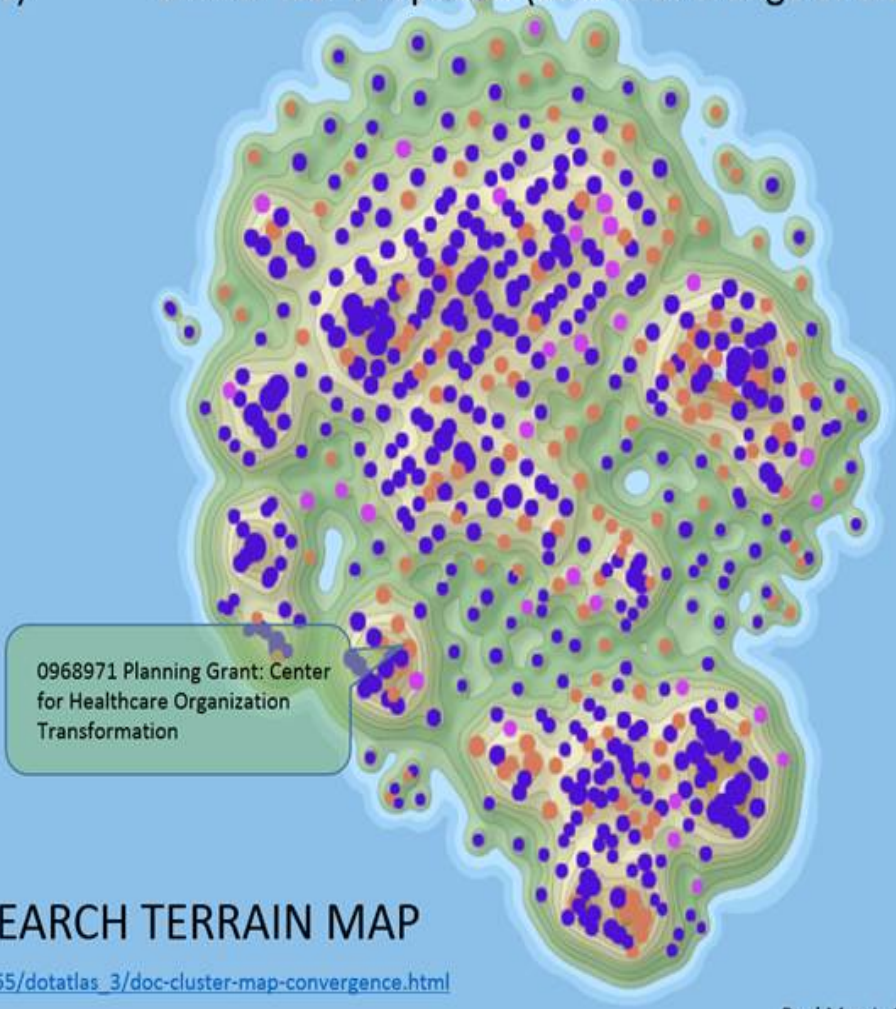 0968971 Planning Grant: Center
for Healthcare Organization
Transformation
EARCH TERRAIN MAP
55/dotatlas_3/doc-cluster-map-convergence.html